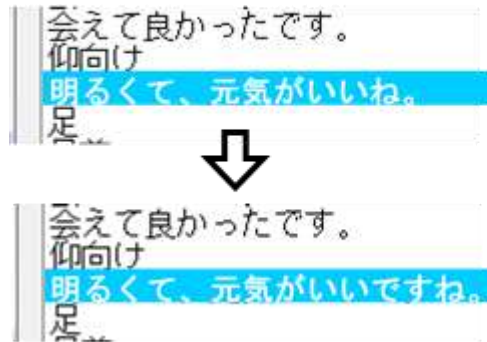 会えて良かったです。
仰向け
明るくて、元気がいいね。
足
会えて良かったです。
仰向け
明るくて、元気がいいですね。
足